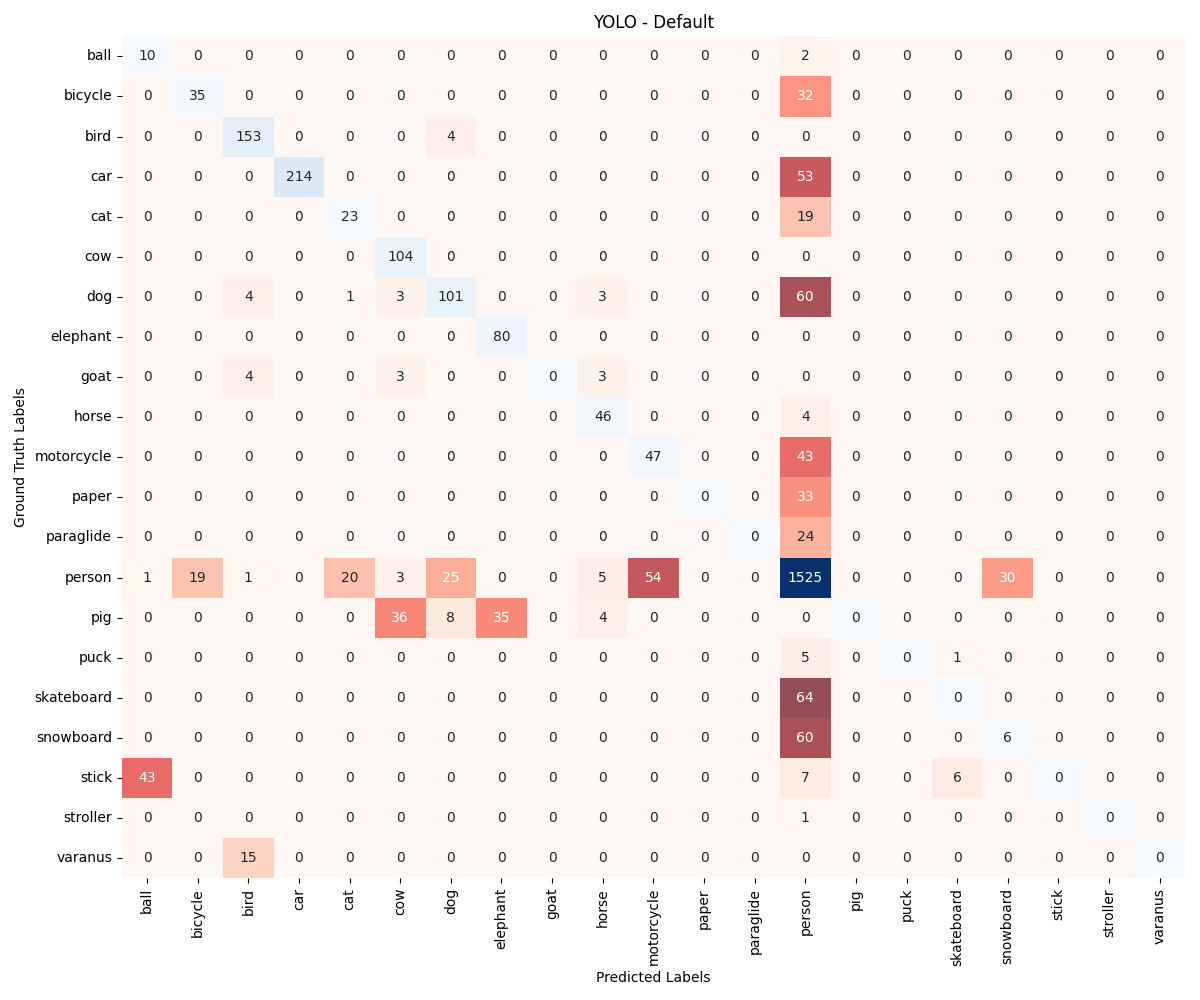 YOLO - Default
ball 10 0 0 0 0 0 0 0 0 0 0 0 0 2 0 0 0 0 0 0 0
bicycle 0 35 0 0 0 0 0 0 0 0 0 0 0 32 0 0 0 0 0 0 0
bird 0 0 153 0 0 0 4 0 0 0 0 0 0 0 0 0 0 0 0 0 0
car 0 0 0 214 0 0 0 0 0 0 0 0 0 53 0 0 0 0 0 0 0
cat 0 0 0 0 23 0 0 0 0 0 0 0 0 19 0 0 0 0 0 0 0
cow 0 0 0 0 0 104 0 0 0 0 0 0 0 0 0 0 0 0 0 0 0
dog 0 0 4 0 1 3 101 0 0 3 0 0 0 60 0 0 0 0 0 0 0
elephant 0 0 0 0 0 0 0 80 0 0 0 0 0 0 0 0 0 0 0 0 0
goat 0 0 4 0 0 3 0 0 0 3 0 0 0 0 0 0 0 0 0 0 0
horse 0 0 0 0 0 0 0 0 0 46 0 0 0 4 0 0 0 0 0 0 0
motorcycle 0 0 0 0 0 0 0 0 0 0 47 0 0 43 0 0 0 0 0 0 0
paper 0 0 0 0 0 0 0 0 0 0 0 0 0 33 0 0 0 0 0 0 0
paraglide 0 0 0 0 0 0 0 0 0 0 0 0 0 24 0 0 0 0 0 0 0
person 1 19 1 0 20 3 25 0 0 5 54 0 0 1525 0 0 0 30 0 0 0
pig 0 0 0 0 0 36 8 35 0 4 0 0 0 0 0 0 0 0 0 0 0
puck 0 0 0 0 0 0 0 0 0 0 0 0 0 5 0 0 1 0 0 0 0
skateboard 0 0 0 0 0 0 0 0 0 0 0 0 0 64 0 0 0 0 0 0 0
snowboard 0 0 0 0 0 0 0 0 0 0 0 0 0 60 0 0 0 6 0 0 0
stick 43 0 0 0 0 0 0 0 0 0 0 0 0 7 0 0 6 0 0 0 0
stroller 0 0 0 0 0 0 0 0 0 0 0 0 0 1 0 0 0 0 0 0 0
varanus 0 0 15 0 0 0 0 0 0 0 0 0 0 0 0 0 0 0 0 0 0
Ground Truth Labels
ball bicycle bird car cat cow dog elephant goat horse motorcycle paper paraglide person pig puck skateboard snowboard stick stroller varanus
Predicted Labels